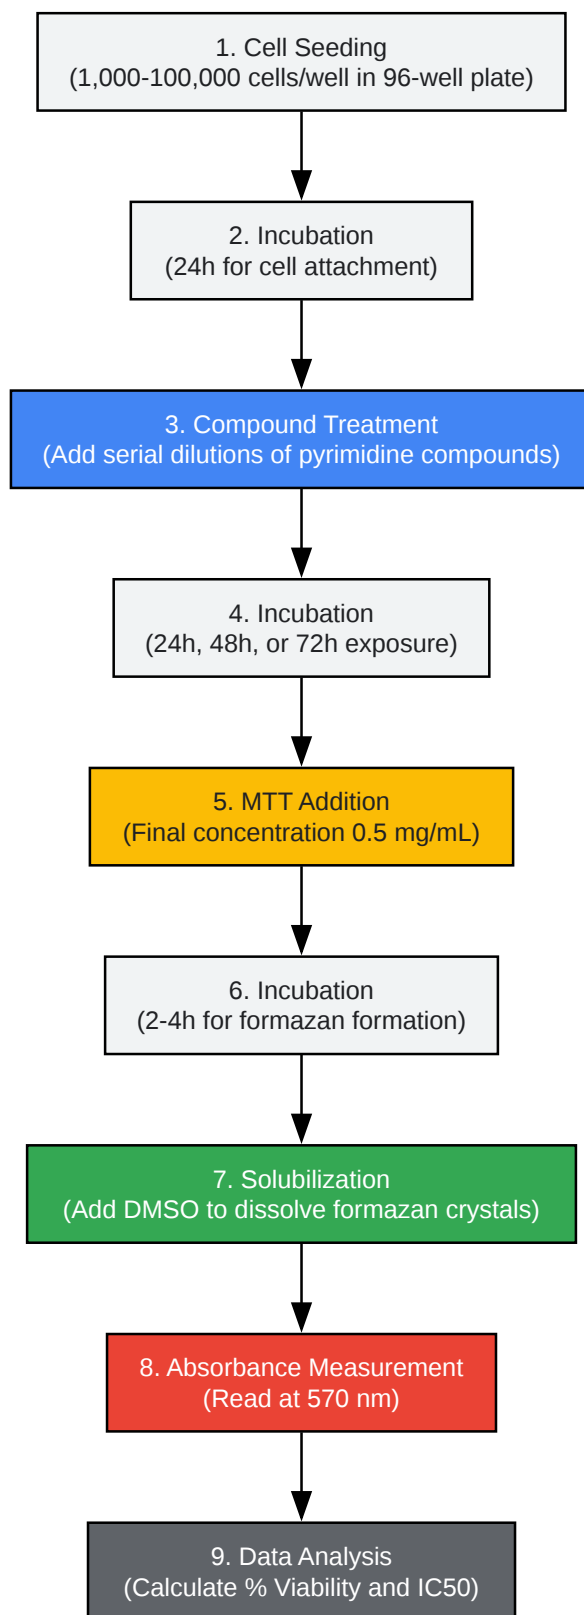 1. Cell Seeding
(1,000-100,000 cells/well in 96-well plate)
2. Incubation
(24h for cell attachment)
3. Compound Treatment
(Add serial dilutions of pyrimidine compounds)
4. Incubation
(24h, 48h, or 72h exposure)
5. MTT Addition
(Final concentration 0.5 mg/mL)
6. Incubation
(2-4h for formazan formation)
7. Solubilization
(Add DMSO to dissolve formazan crystals)
8. Absorbance Measurement
(Read at 570 nm)
9. Data Analysis
(Calculate % Viability and IC50)